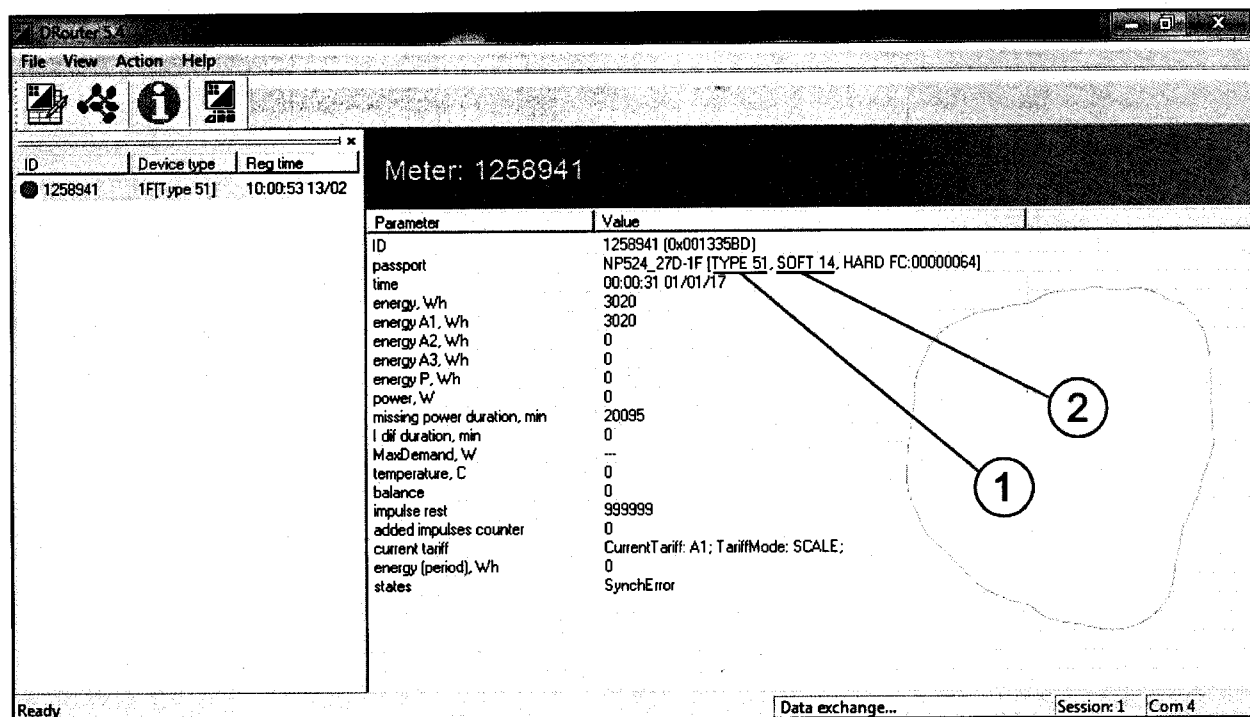 DRouter 5.4
File View Action Help
ID Device type Reg time
1258941 1F[Type 51] 10:00:53 13/02
Meter: 1258941
Parameter Value
ID 1258941 (0x001335BD)
passport NP524_27D-1F [TYPE 51, SOFT 14, HARD FC:00000064]
time 00:00:31 01/01/17
energy, Wh 3020
energy A1, Wh 3020
energy A2, Wh 0
energy A3, Wh 0
energy P, Wh 0
power, W 0
missing power duration, min 20095
I dif duration, min 0
MaxDemand, W ---
temperature, C 0
balance 0
impulse rest 999999
added impulses counter 0
current tariff CurrentTariff: A1; TariffMode: SCALE;
energy (period), Wh 0
states SynchError
1
2
Ready Data exchange... Session: 1 Com 4